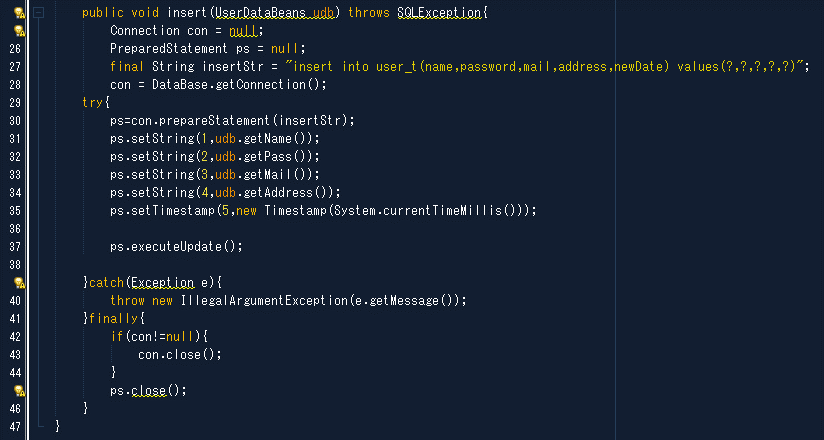 public void insert(UserDataBeans udb) throws SQLException{
Connection con = null;
26 PreparedStatement ps = null;
27 final String insertStr = "insert into user_t(name,password,mail,address,newDate) values(?,?,?,?,?)";
28 con = DataBase.getConnection();
29 try{
30 ps=con.prepareStatement(insertStr);
31 ps.setString(1,udb.getName());
32 ps.setString(2,udb.getPass());
33 ps.setString(3,udb.getMail());
34 ps.setString(4,udb.getAddress());
35 ps.setTimestamp(5,new Timestamp(System.currentTimeMillis()));
36
37 ps.executeUpdate();
38
}catch(Exception e){
40 throw new IllegalArgumentException(e.getMessage());
41 }finally{
42 if(con!=null){
43 con.close();
44 }
ps.close();
46 }
47 }